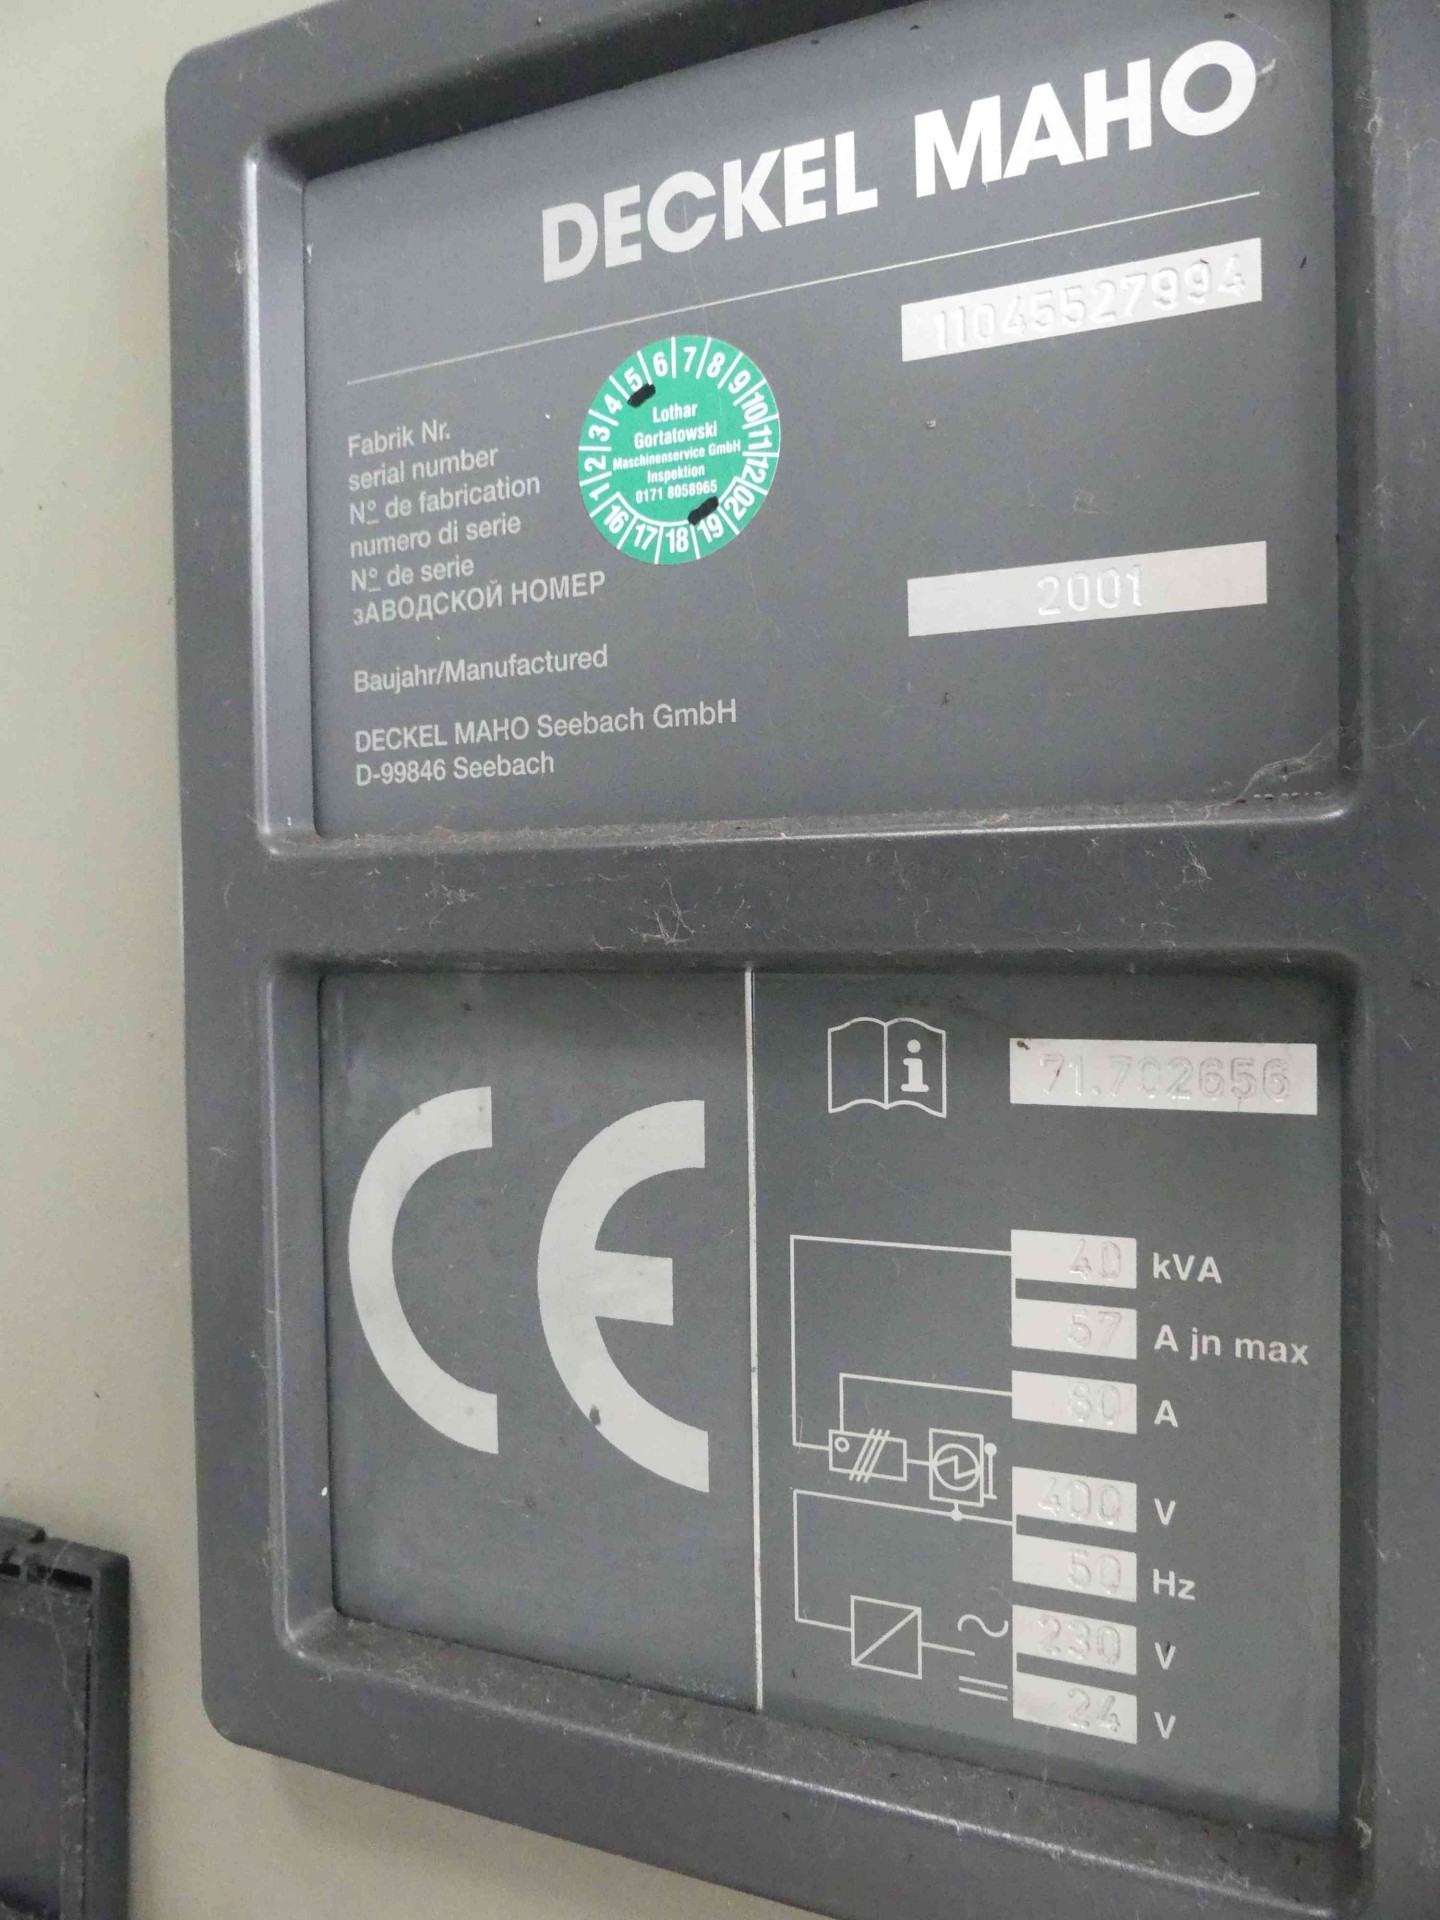 DECKEL MAHO
11045527994
Fabrik Nr.
serial number
Nº de fabrication
numero di serie
Nº de serie
зАВОДСКОЙ НОМЕР
5 6 7 8 9 10 11 12
4 3 2 1
Lothar
Gortatowski
Maschinenservice GmbH
Inspektion
0171 8058965
16 17 18 19 20
2001
Baujahr/Manufactured
DECKEL MAHO Seebach GmbH
D-99846 Seebach
CE
i
71.702656
40 kVA
57 A jn max
80 A
400 V
50 Hz
230 V
24 V